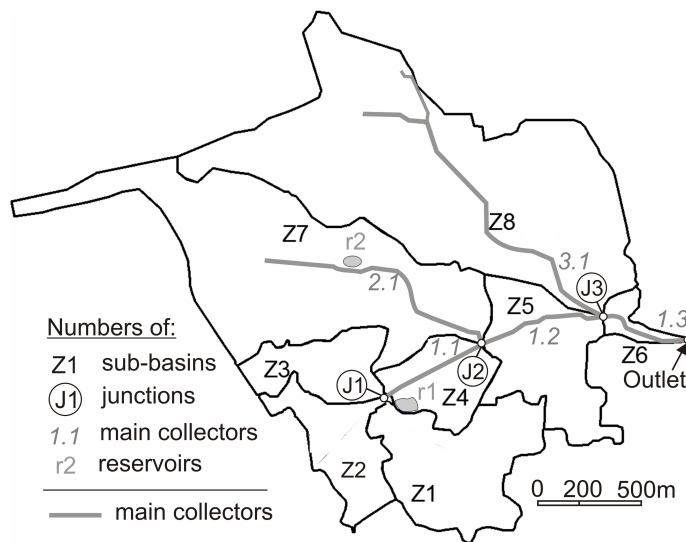 Z8
Z7
r2
3.1
2.1
J3
Z5
1.3
1.2
1.1
Z6
Outlet
J2
Z3
J1
r1
Z4
Z2
Z1
Numbers of:
Z1 sub-basins
J1 junctions
1.1 main collectors
r2 reservoirs
main collectors
0 200 500m